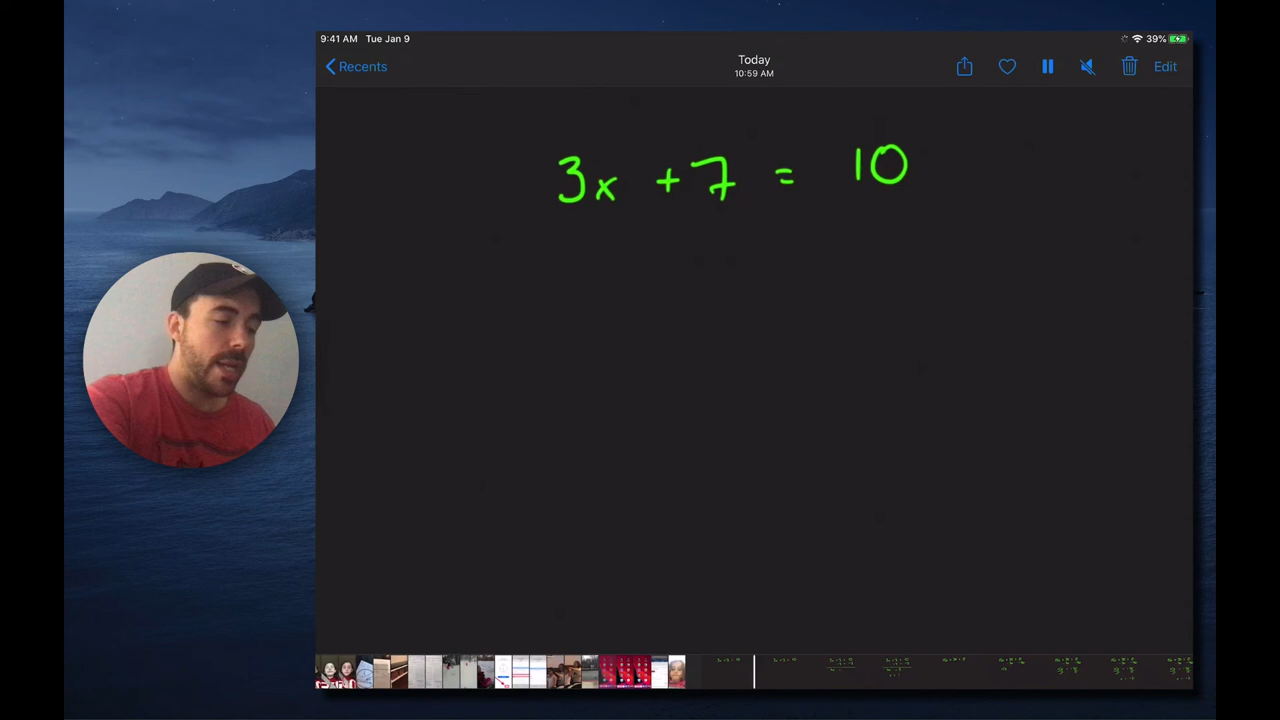 9:41 AM Tue Jan 9 39%
Recents Today Edit
10:59 AM
3x + 7 = 10